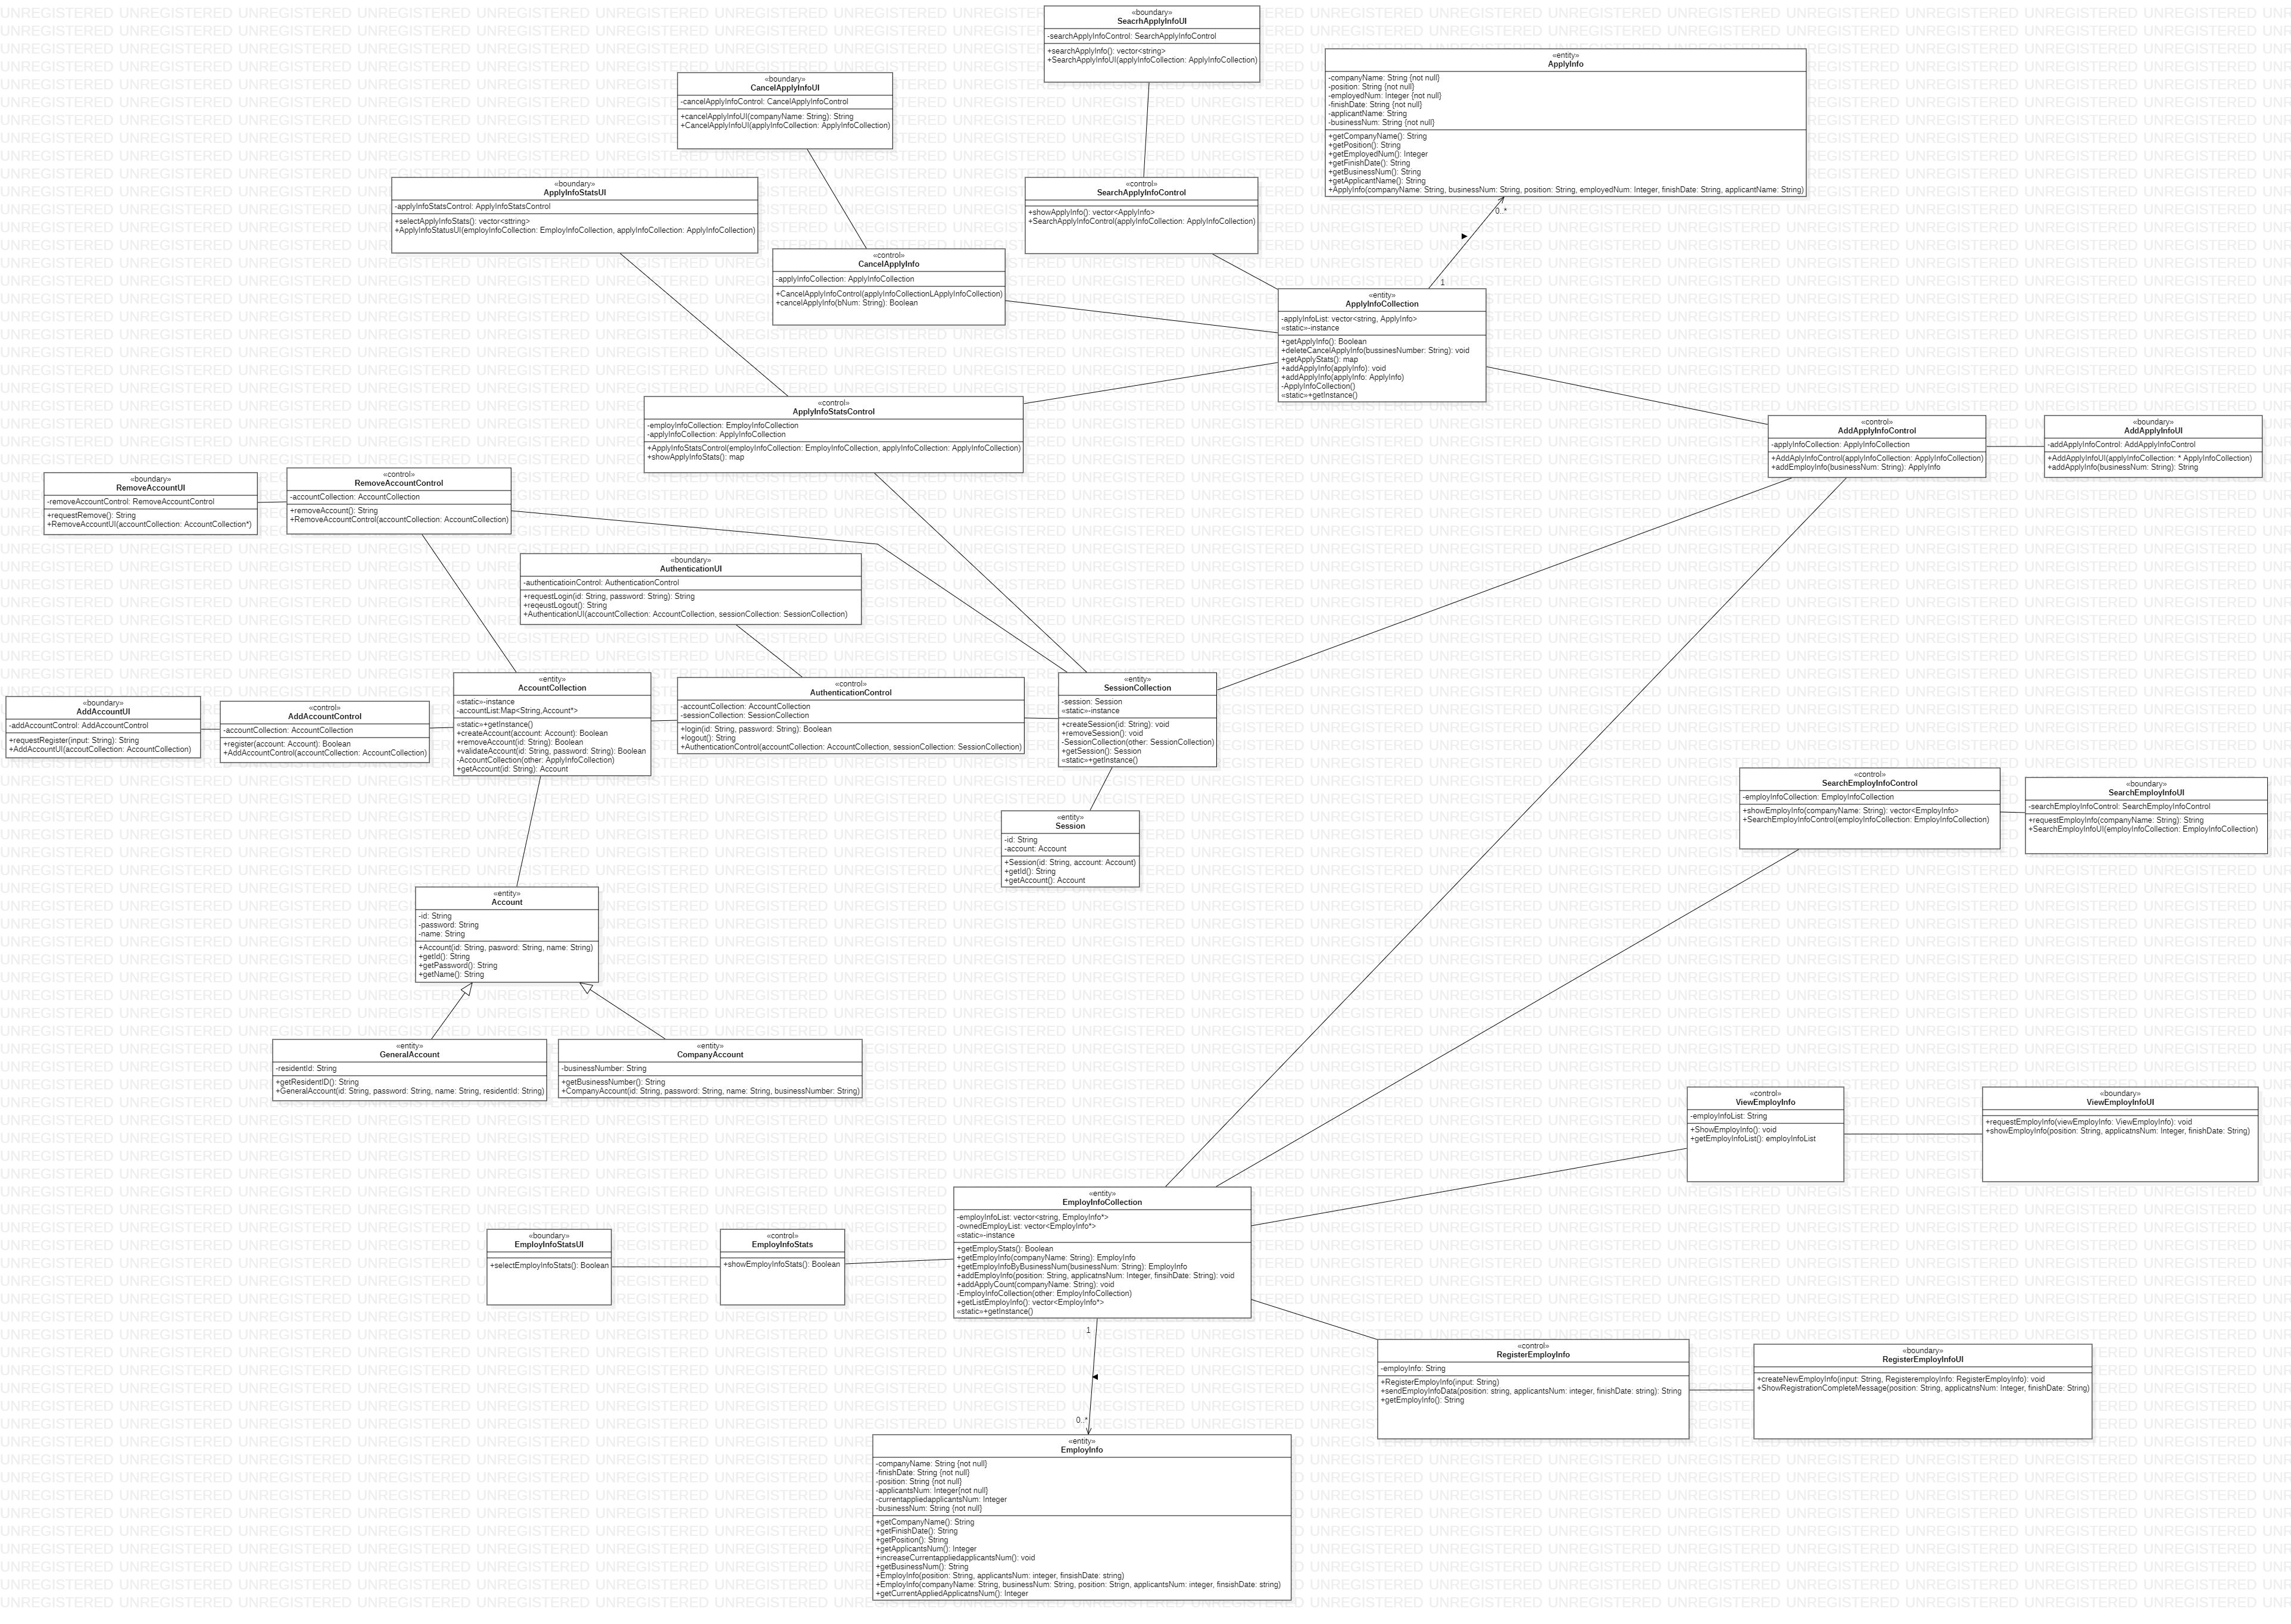 «boundary»
SeacrhApplyInfoUI
-searchApplyInfoControl: SearchApplyInfoControl
+searchApplyInfo(): vector<string>
+SearchApplyInfoUI(applyInfoCollection: ApplyInfoCollection)
«entity»
ApplyInfo
-companyName: String {not null}
-position: String {not null}
-employedNum: Integer {not null}
-finishDate: String {not null}
-applicantName: String
-businessNum: String {not null}
+getCompanyName(): String
+getPosition(): String
+getEmployedNum(): Integer
+getFinishDate(): String
+getBusinessNum(): String
+getApplicantName(): String
+ApplyInfo(companyName: String, businessNum: String, position: String, employedNum: Integer, finishDate: String, applicantName: String)
«boundary»
CancelApplyInfoUI
-cancelApplyInfoControl: CancelApplyInfoControl
+cancelApplyInfoUI(companyName: String): String
+CancelApplyInfoUI(applyInfoCollection: ApplyInfoCollection)
«boundary»
ApplyInfoStatsUI
-applyInfoStatsControl: ApplyInfoStatsControl
+selectApplyInfoStats(): vector<sttring>
+ApplyInfoStatusUI(employInfoCollection: EmployInfoCollection, applyInfoCollection: ApplyInfoCollection)
«control»
SearchApplyInfoControl
+showApplyInfo(): vector<ApplyInfo>
+SearchApplyInfoControl(applyInfoCollection: ApplyInfoCollection)
0..*
1
«control»
CancelApplyInfo
-applyInfoCollection: ApplyInfoCollection
+CancelApplyInfoControl(applyInfoCollectionLApplyInfoCollection)
+cancelApplyInfo(bNum: String): Boolean
«entity»
ApplyInfoCollection
-applyInfoList: vector<string, ApplyInfo>
«static»-instance
+getApplyInfo(): Boolean
+deleteCancelApplyInfo(bussinesNumber: String): void
+getApplyStats(): map
+addApplyInfo(applyInfo): void
+addApplyInfo(applyInfo: ApplyInfo)
-ApplyInfoCollection()
«static»+getInstance()
«control»
ApplyInfoStatsControl
-employInfoCollection: EmployInfoCollection
-applyInfoCollection: ApplyInfoCollection
+ApplyInfoStatsControl(employInfoCollection: EmployInfoCollection, applyInfoCollection: ApplyInfoCollection)
+showApplyInfoStats(): map
«control»
AddApplyInfoControl
-applyInfoCollection: ApplyInfoCollection
+AddApplyInfoControl(applyInfoCollection: ApplyInfoCollection)
+addEmployInfo(businessNum: String): ApplyInfo
«boundary»
AddApplyInfoUI
-addApplyInfoControl: AddApplyInfoControl
+AddApplyInfoUI(applyInfoCollection: * ApplyInfoCollection)
+addApplyInfo(businessNum: String): String
«boundary»
RemoveAccountUI
-removeAccountControl: RemoveAccountControl
+requestRemove(): String
+RemoveAccountUI(accountCollection: AccountCollection*)
«control»
RemoveAccountControl
-accountCollection: AccountCollection
+removeAccount(): String
+RemoveAccountControl(accountCollection: AccountCollection)
«boundary»
AuthenticationUI
-authenticatioinControl: AuthenticationControl
+requestLogin(id: String, password: String): String
+reqeustLogout(): String
+AuthenticationUI(accountCollection: AccountCollection, sessionCollection: SessionCollection)
«boundary»
AddAccountUI
-addAccountControl: AddAccountControl
+requestRegister(input: String): String
+AddAccountUI(accoutCollection: AccountCollection)
«control»
AddAccountControl
-accountCollection: AccountCollection
+register(account: Account): Boolean
+AddAccountControl(accountCollection: AccountCollection)
«entity»
AccountCollection
«static»-instance
-accountList:Map<String,Account*>
«static»+getInstance()
+createAccount(account: Account): Boolean
+removeAccount(id: String): Boolean
+validateAccount(id: String, password: String): Boolean
-AccountCollection(other: ApplyInfoCollection)
+getAccount(id: String): Account
«control»
AuthenticationControl
-accountCollection: AccountCollection
-sessionCollection: SessionCollection
+login(id: String, password: String): Boolean
+logout(): String
+AuthenticationControl(accountCollection: AccountCollection, sessionCollection: SessionCollection)
«entity»
SessionCollection
-session: Session
«static»-instance
+createSession(id: String): void
+removeSession(): void
-SessionCollection(other: SessionCollection)
+getSession(): Session
«static»+getInstance()
«entity»
Session
-id: String
-account: Account
+Session(id: String, account: Account)
+getId(): String
+getAccount(): Account
«control»
SearchEmployInfoControl
-employInfoCollection: EmployInfoCollection
+showEmployInfo(companyName: String): vector<EmployInfo>
+SearchEmployInfoControl(employInfoCollection: EmployInfoCollection)
«boundary»
SearchEmployInfoUI
-searchEmployInfoControl: SearchEmployInfoControl
+requestEmployInfo(companyName: String): String
+SearchEmployInfoUI(employInfoCollection: EmployInfoCollection)
«entity»
Account
-id: String
-password: String
-name: String
+Account(id: String, pasword: String, name: String)
+getId(): String
+getPassword(): String
+getName(): String
«entity»
GeneralAccount
-residentId: String
+getResidentID(): String
+GeneralAccount(id: String, password: String, name: String, residentId: String)
«entity»
CompanyAccount
-businessNumber: String
+getBusinessNumber(): String
+CompanyAccount(id: String, password: String, name: String, businessNumber: String)
«control»
ViewEmployInfo
-employInfoList: String
+ShowEmployInfo(): void
+getEmployInfoList(): employInfoList
«boundary»
ViewEmployInfoUI
+requestEmployInfo(viewEmployInfo: ViewEmployInfo): void
+showEmployInfo(position: String, applicatnsNum: Integer, finishDate: String)
«entity»
EmployInfoCollection
-employInfoList: vector<string, EmployInfo*>
-ownedEmployList: vector<EmployInfo*>
«static»-instance
+getEmployStats(): Boolean
+getEmployInfo(companyName: String): EmployInfo
+getEmployInfoByBusinessNum(businessNum: String): EmployInfo
+addEmployInfo(position: String, applicatnsNum: Integer, finsihDate: String): void
+addApplyCount(companyName: String): void
-EmployInfoCollection(other: EmployInfoCollection)
+getListEmployInfo(): vector<EmployInfo*>
«static»+getInstance()
«boundary»
EmployInfoStatsUI
+selectEmployInfoStats(): Boolean
«control»
EmployInfoStats
+showEmployInfoStats(): Boolean
1
0..*
«control»
RegisterEmployInfo
-employInfo: String
+RegisterEmployInfo(input: String)
+sendEmployInfoData(position: string, applicantsNum: integer, finishDate: string): String
+getEmployInfo(): String
«boundary»
RegisterEmployInfoUI
+createNewEmployInfo(input: String, RegisteremployInfo: RegisterEmployInfo): void
+ShowRegistrationCompleteMessage(position: String, applicatnsNum: Integer, finishDate: String)
«entity»
EmployInfo
-companyName: String {not null}
-finishDate: String {not null}
-position: String {not null}
-applicantsNum: Integer{not null}
-currentappliedapplicantsNum: Integer
-businessNum: String {not null}
+getCompanyName(): String
+getFinishDate(): String
+getPosition(): String
+getApplicantsNum(): Integer
+increaseCurrentappliedapplicantsNum(): void
+getBusinessNum(): String
+EmployInfo(position: String, applicantsNum: integer, finsishDate: string)
+EmployInfo(companyName: String, businessNum: String, position: Strign, applicantsNum: integer, finsishDate: string)
+getCurrentAppliedApplicatnsNum(): Integer